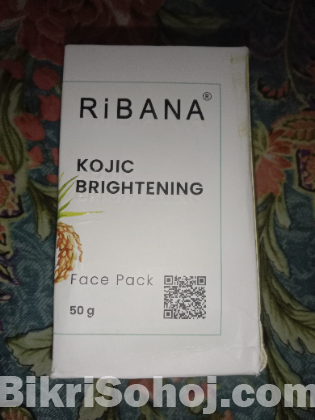 RiBANA®
KOJIC
BRIGHTENING
Face Pack
50 g
BikriSohoj.com